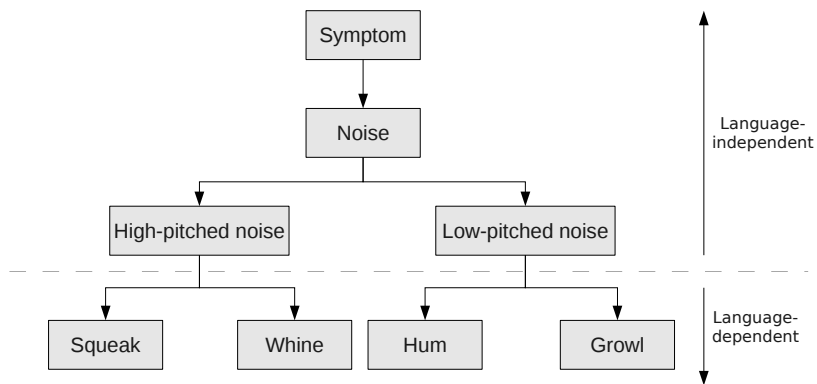 Symptom
Noise
Language-
independent
High-pitched noise
Low-pitched noise
Squeak
Whine
Hum
Growl
Language-
dependent